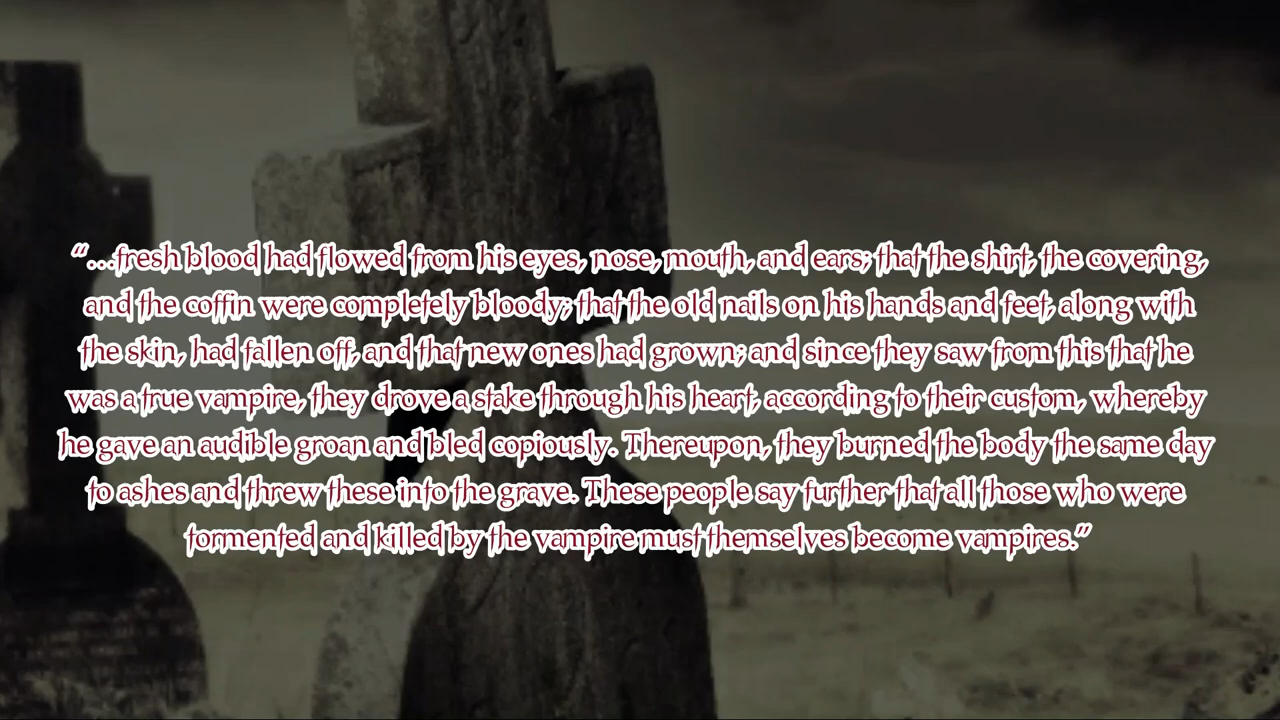 “...fresh blood had flowed from his eyes, nose, mouth, and ears; that the shirt, the covering,
and the coffin were completely bloody; that the old nails on his hands and feet, along with
the skin, had fallen off, and that new ones had grown; and since they saw from this that he
was a true vampire, they drove a stake through his heart, according to their custom, whereby
he gave an audible groan and bled copiously. Thereupon, they burned the body the same day
to ashes and threw these into the grave. These people say further that all those who were
tormented and killed by the vampire must themselves become vampires.”